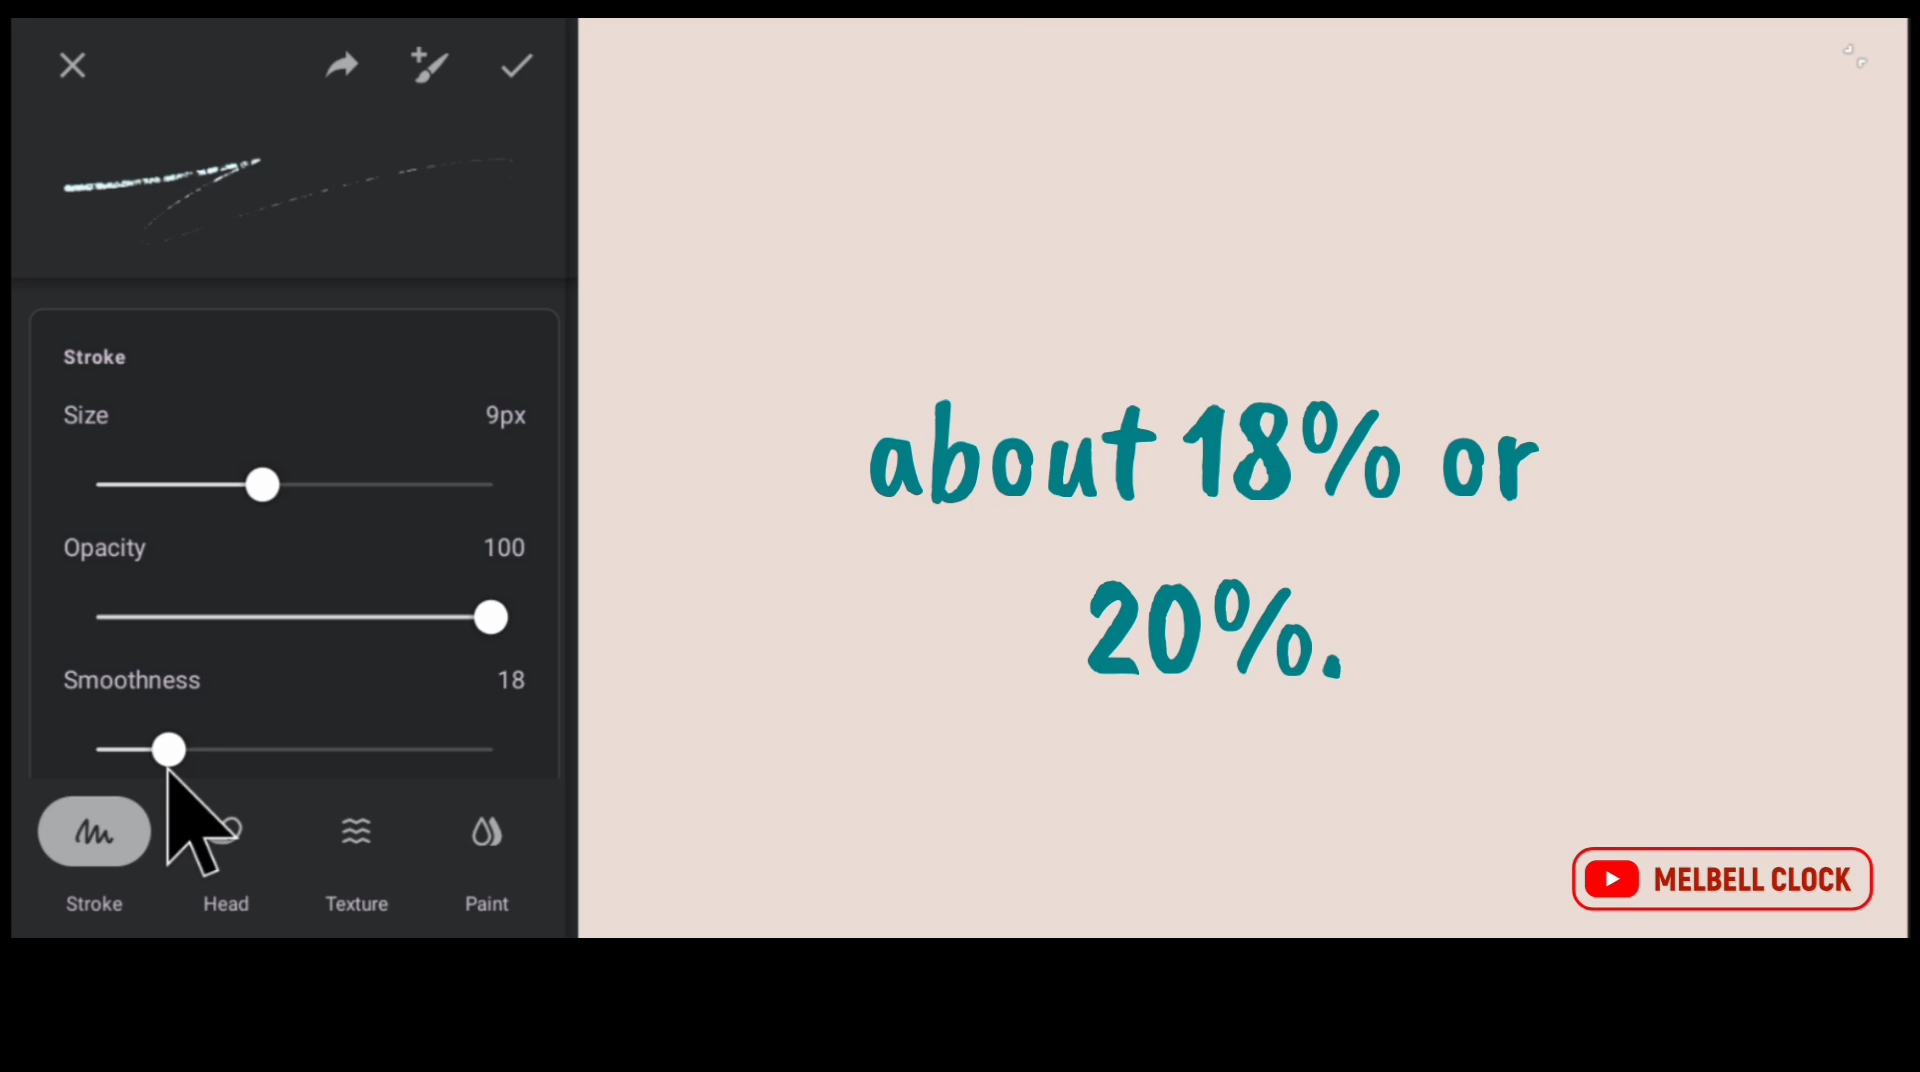 Stroke
Size 9px
Opacity 100
Smoothness 18
Stroke Head Texture Paint
about 18% or
20%.
MELBELL CLOCK